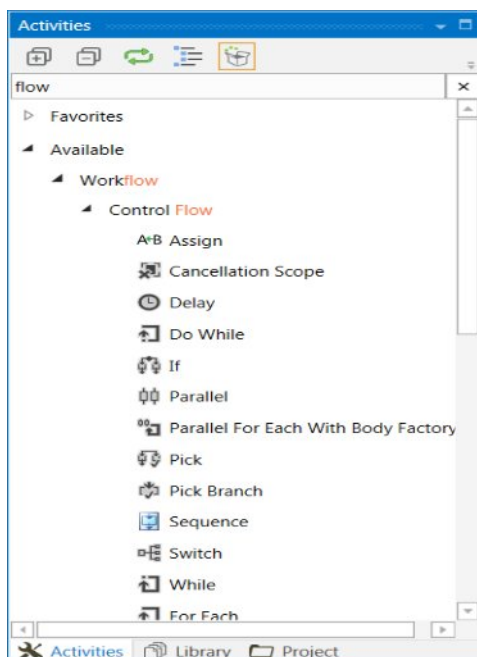 Activities
flow
Favorites
Available
Workflow
Control Flow
A+B Assign
Cancellation Scope
Delay
Do While
If
Parallel
Parallel For Each With Body Factory
Pick
Pick Branch
Sequence
Switch
While
For Each
Activities Library Project